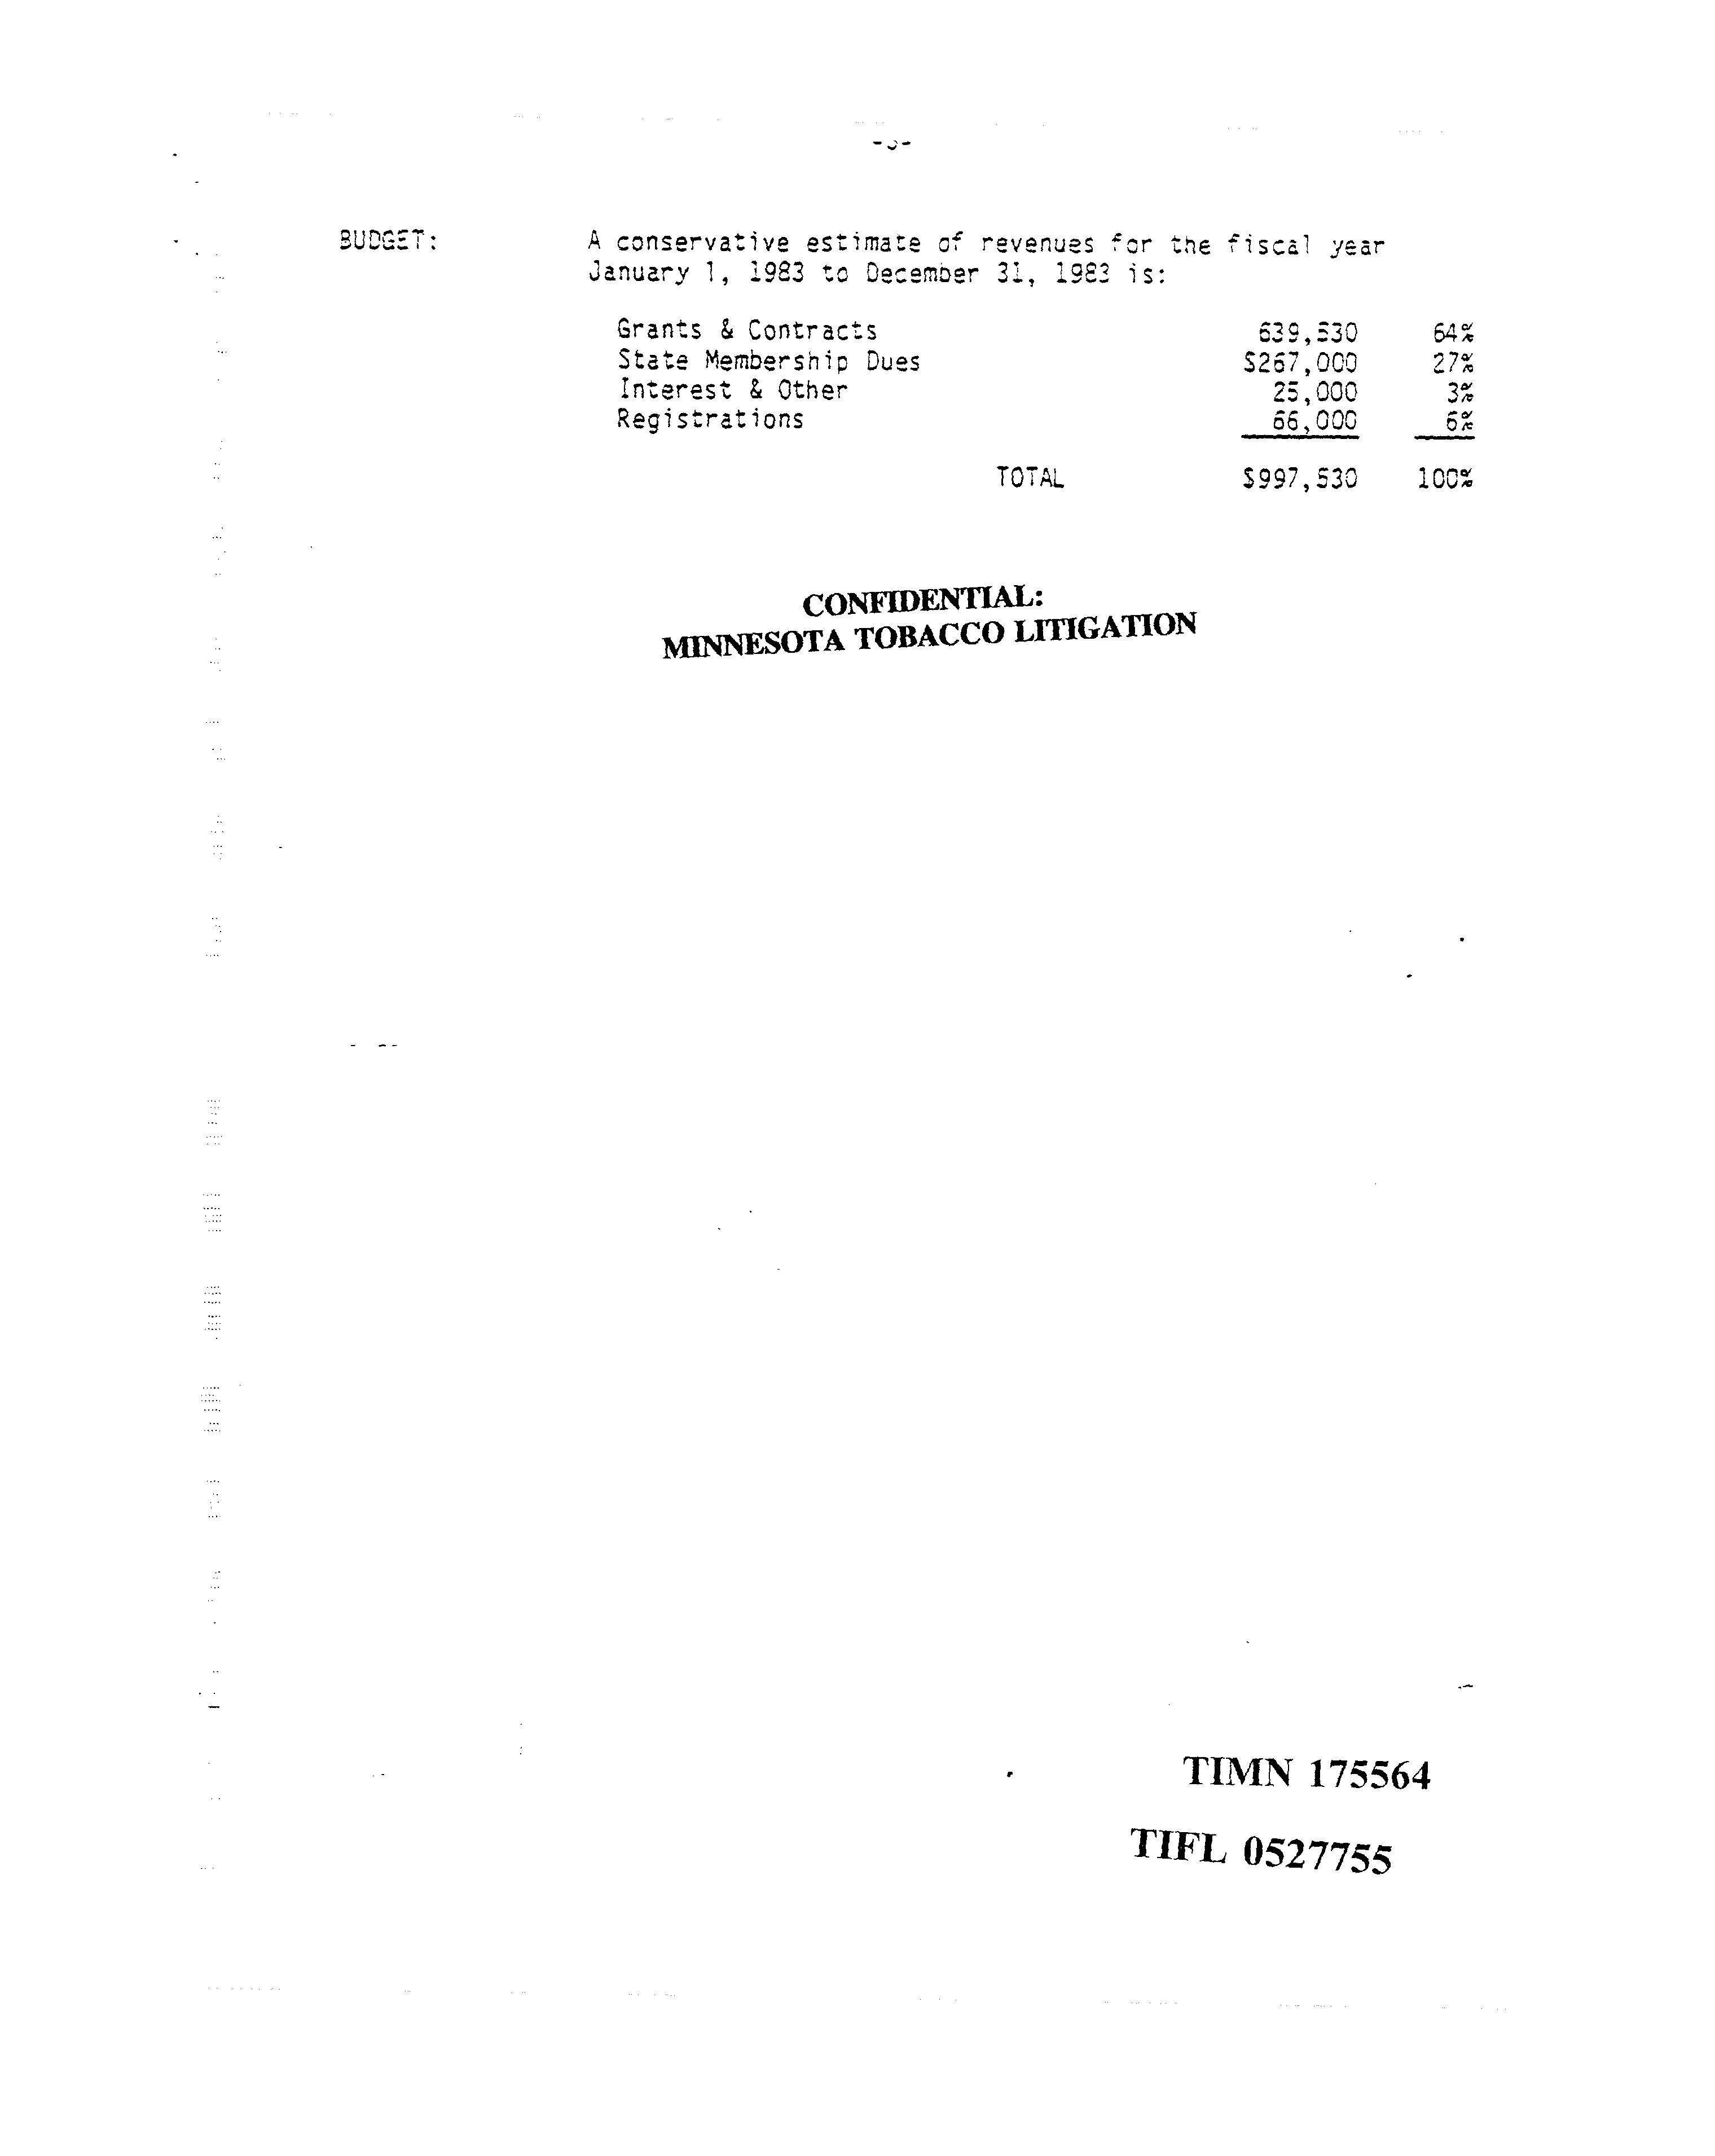 BUDGET: A conservative estimate of revenues for the fiscal year
January 1, 1983 to December 31, 1983 is:
Grants & Contracts 639,530 64%
State Membership Dues $267,000 27%
Interest & Other 25,000 3%
Registrations 66,000 6%
TOTAL $997,530 100%
CONFIDENTIAL:
MINNESOTA TOBACCO LITIGATION
TIMN 175564
TIFL 0527755